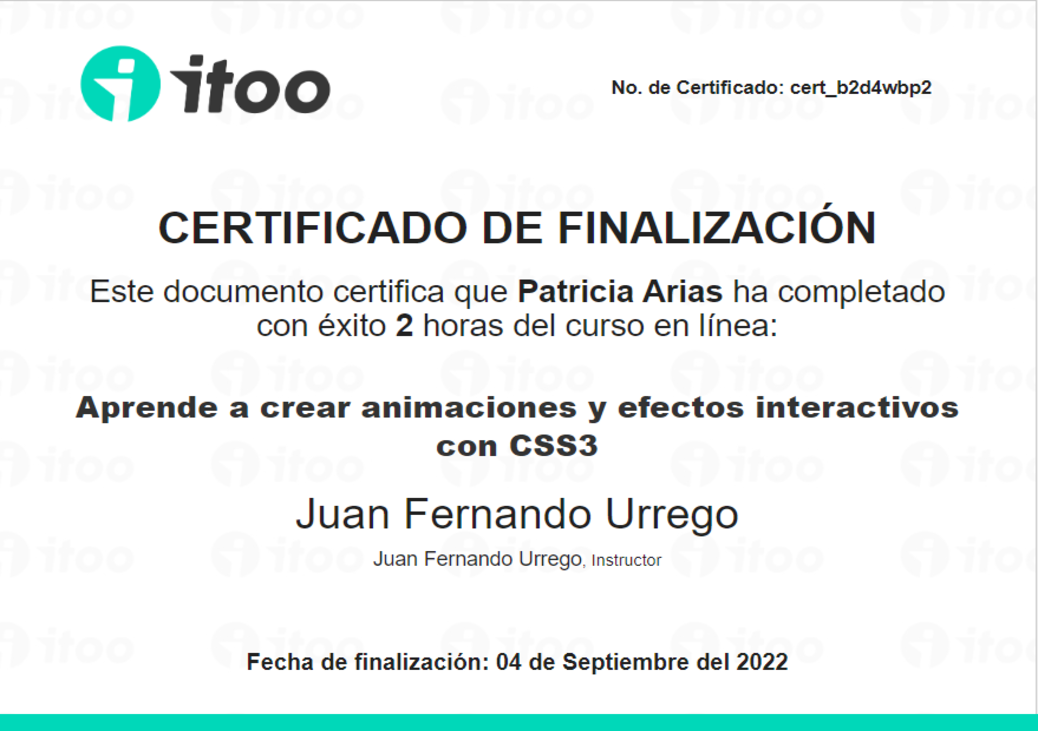 itoo
No. de Certificado: cert_b2d4wbp2
CERTIFICADO DE FINALIZACIÓN
Este documento certifica que Patricia Arias ha completado
con éxito 2 horas del curso en línea:
Aprende a crear animaciones y efectos interactivos
con CSS3
Juan Fernando Urrego
Juan Fernando Urrego, Instructor
Fecha de finalización: 04 de Septiembre del 2022